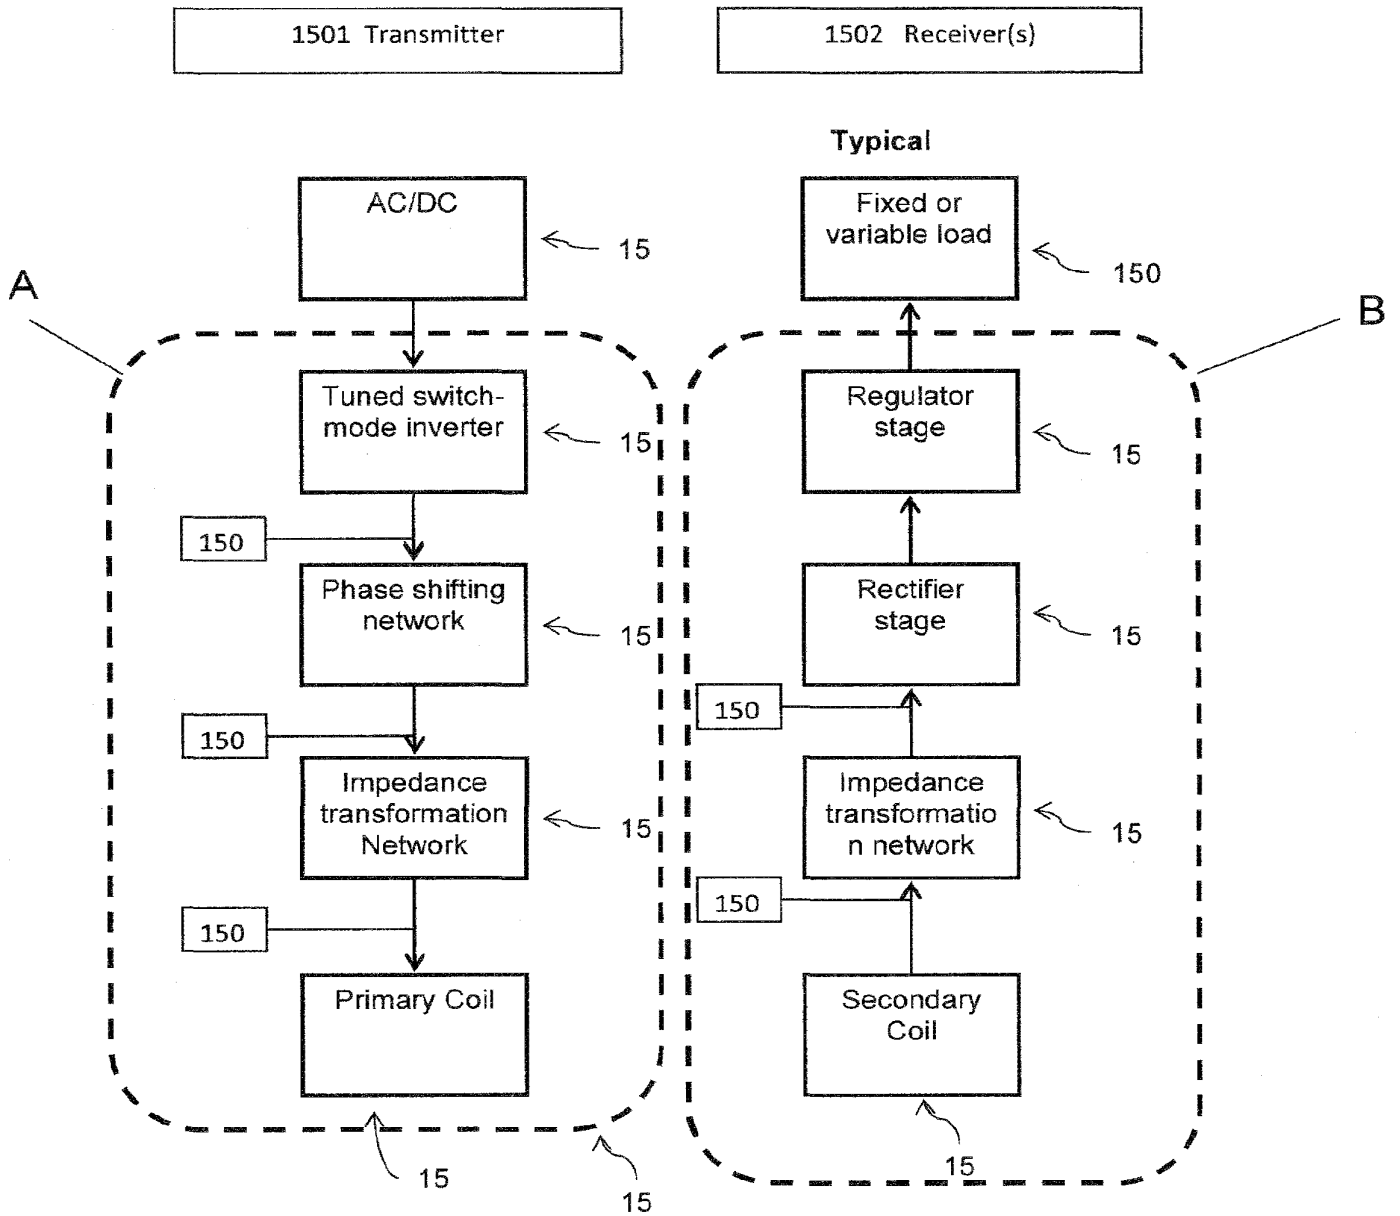 1501 Transmitter
1502 Receiver(s)
Typical
AC/DC
15
Fixed or
variable load
150
A
B
Tuned switch-
mode inverter
15
Regulator
stage
15
150
Phase shifting
network
15
Rectifier
stage
15
150
150
Impedance
transformation
Network
15
Impedance
transformatio
n network
15
150
150
Primary Coil
15
15
Secondary
Coil
15